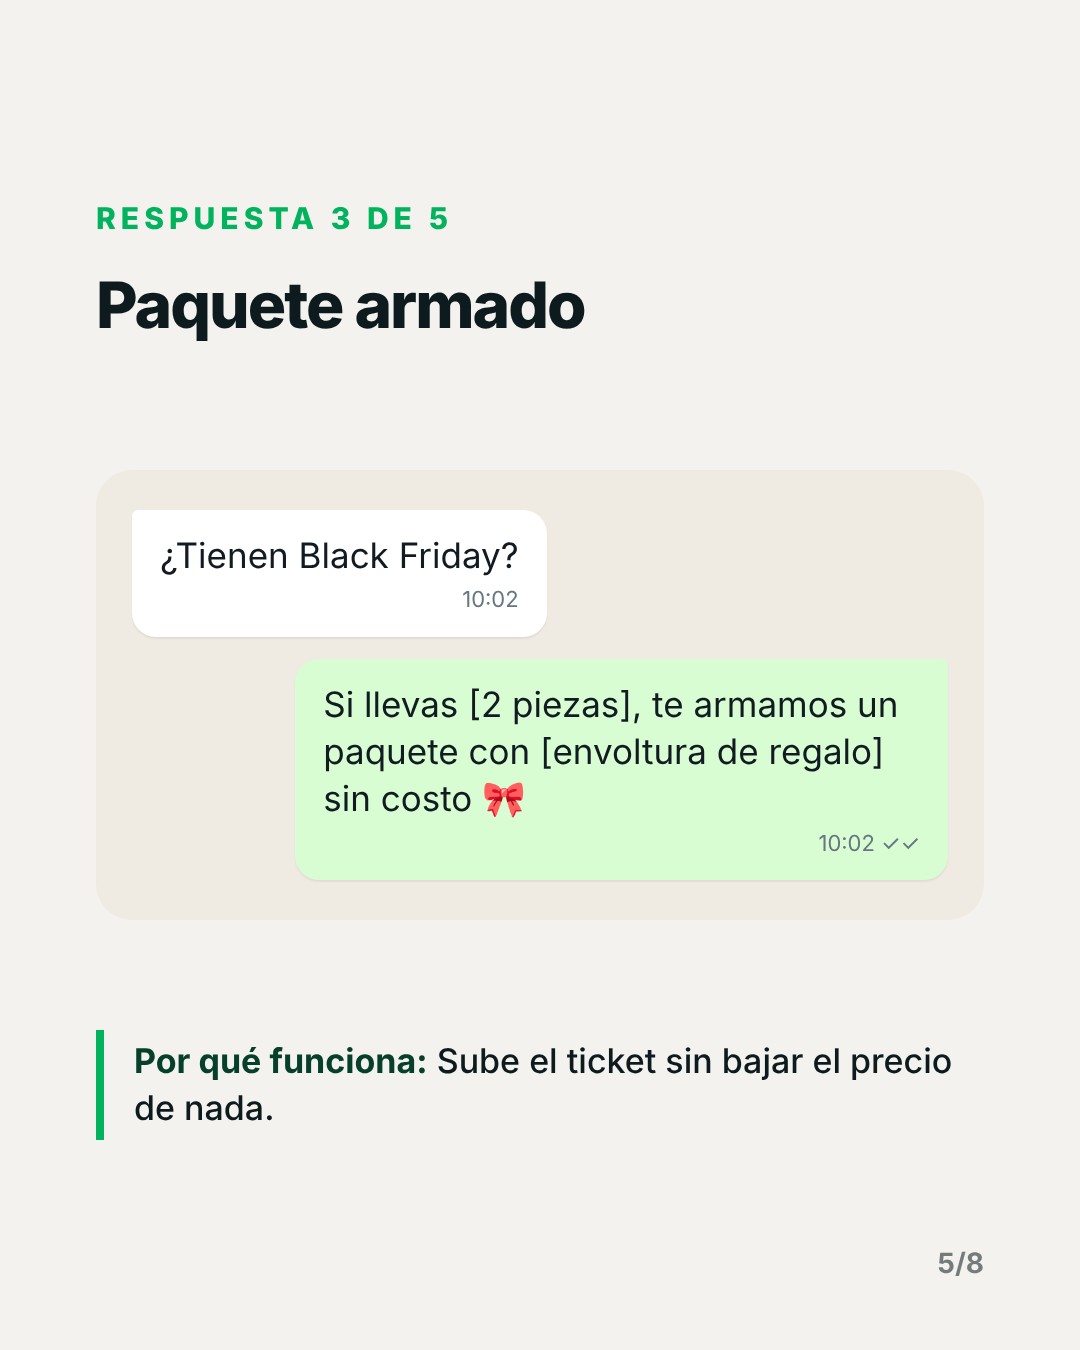 RESPUESTA 3 DE 5
Paquete armado
¿Tienen Black Friday?
10:02
Si llevas [2 piezas], te armamos un
paquete con [envoltura de regalo]
sin costo 🎀
10:02 ✓✓
Por qué funciona: Sube el ticket sin bajar el precio
de nada.
5/8